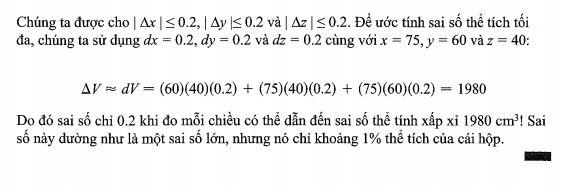 Chúng ta được cho | Δx | ≤ 0.2, | Δy |≤ 0.2 và | Δz | ≤ 0.2. Để ước tính sai số thể tích tối
đa, chúng ta sử dụng dx = 0.2, dy = 0.2 và dz = 0.2 cùng với x = 75, y = 60 và z = 40:
ΔV ≈ dV = (60)(40)(0.2) + (75)(40)(0.2) + (75)(60)(0.2) = 1980
Do đó sai số chỉ 0.2 khi đo mỗi chiều có thể dẫn đến sai số thể tính xấp xỉ 1980 cm³! Sai
số này dường như là một sai số lớn, nhưng nó chỉ khoảng 1% thể tích của cái hộp.